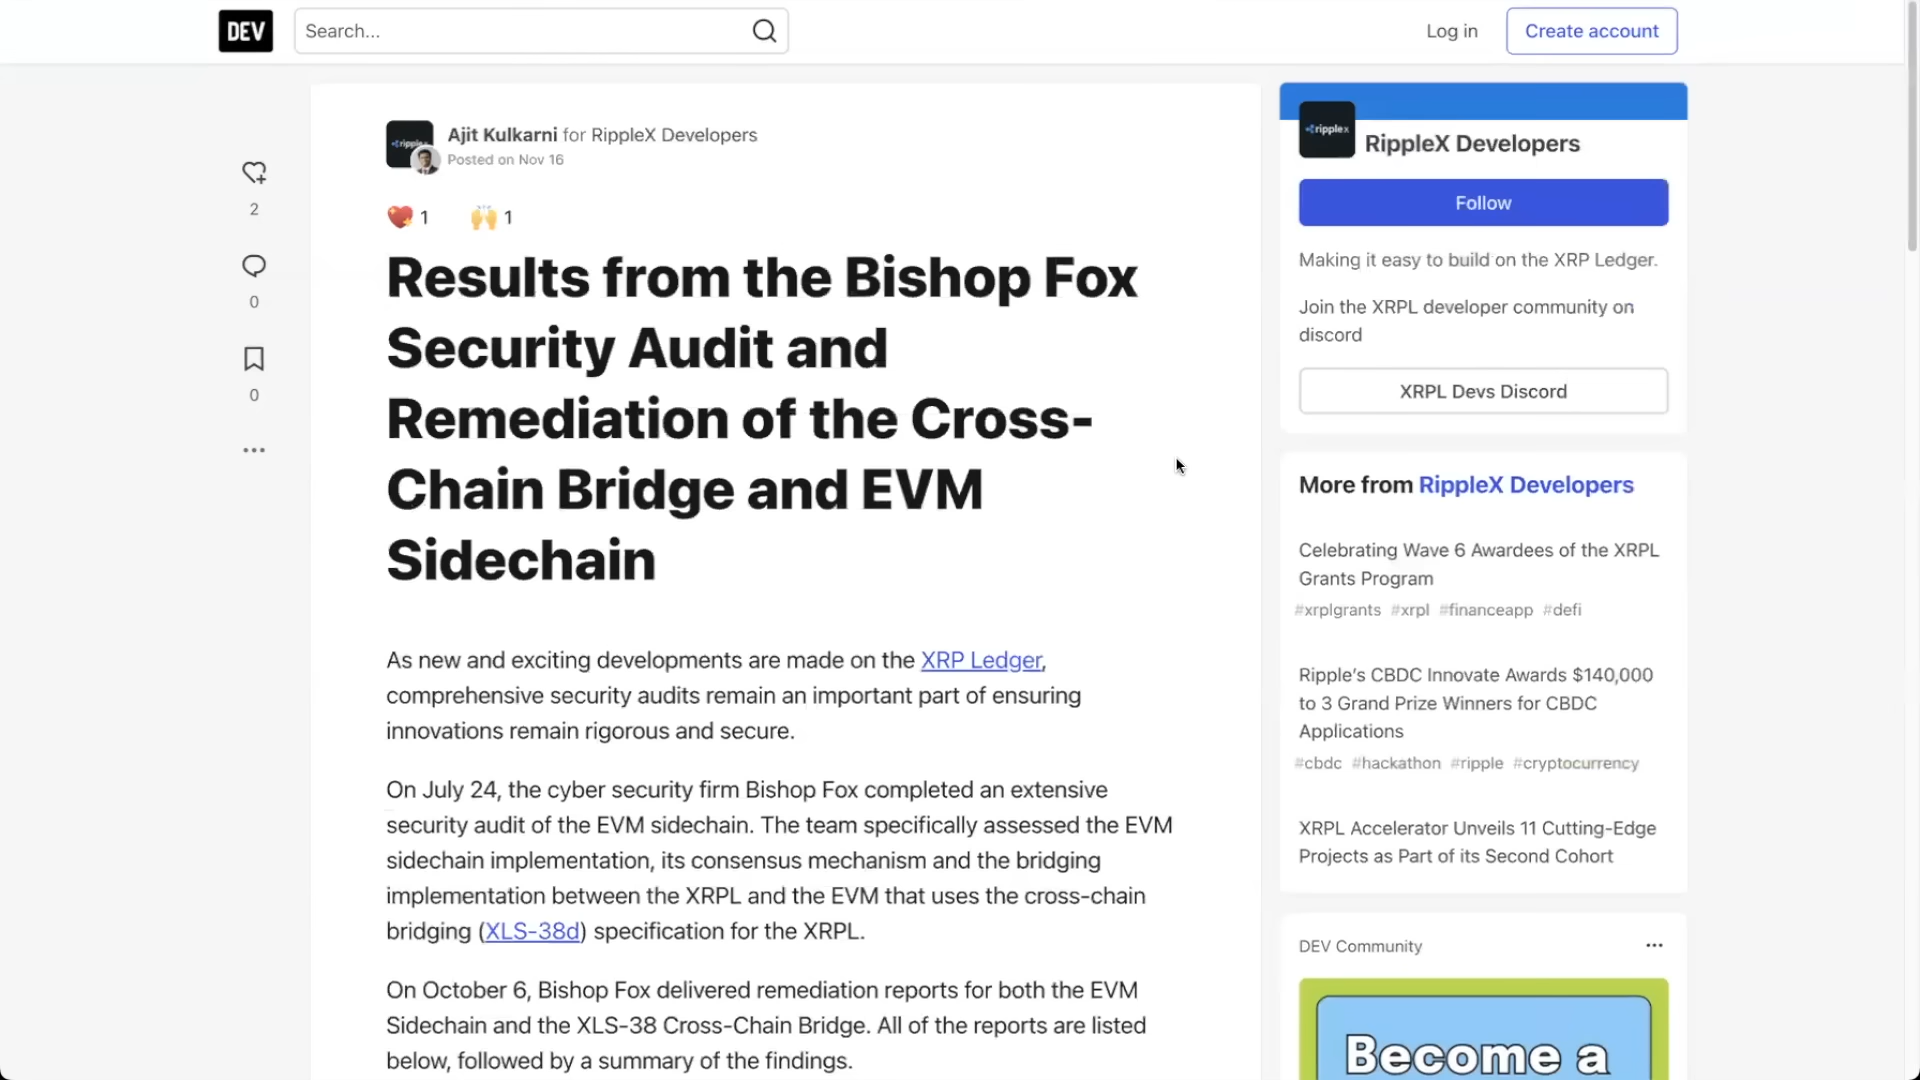 DEV
Search...
Log in
Create account
Ajit Kulkarni for RippleX Developers
Posted on Nov 16
1
1
2
0
0
Results from the Bishop Fox
Security Audit and
Remediation of the Cross-
Chain Bridge and EVM
Sidechain
As new and exciting developments are made on the XRP Ledger,
comprehensive security audits remain an important part of ensuring
innovations remain rigorous and secure.
On July 24, the cyber security firm Bishop Fox completed an extensive
security audit of the EVM sidechain. The team specifically assessed the EVM
sidechain implementation, its consensus mechanism and the bridging
implementation between the XRPL and the EVM that uses the cross-chain
bridging (XLS-38d) specification for the XRPL.
On October 6, Bishop Fox delivered remediation reports for both the EVM
Sidechain and the XLS-38 Cross-Chain Bridge. All of the reports are listed
below, followed by a summary of the findings.
ripplex
RippleX Developers
Follow
Making it easy to build on the XRP Ledger.
Join the XRPL developer community on
discord
XRPL Devs Discord
More from RippleX Developers
Celebrating Wave 6 Awardees of the XRPL
Grants Program
#xrplgrants #xrpl #financeapp #defi
Ripple's CBDC Innovate Awards $140,000
to 3 Grand Prize Winners for CBDC
Applications
#cbdc #hackathon #ripple #cryptocurrency
XRPL Accelerator Unveils 11 Cutting-Edge
Projects as Part of its Second Cohort
DEV Community
Become a